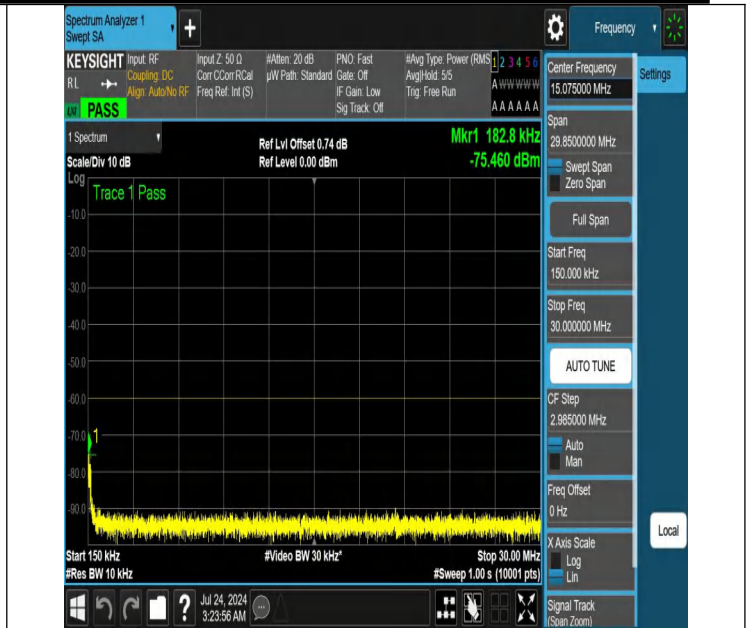 Spectrum Analyzer 1
Swept SA
+
Frequency
KEYSIGHT
RL
PASS
Input: RF
Coupling: DC
Align: Auto/No RF
Input Z: 50 Ω
Corr CCorr RCal
Freq Ref: Int (S)
#Atten: 20 dB
µW Path: Standard
PNO: Fast
Gate: Off
IF Gain: Low
Sig Track: Off
#Avg Type: Power (RMS
Avg|Hold: 5/5
Trig: Free Run
1 2 3 4 5 6
A W W W W W
A A A A A A
Center Frequency
15.075000 MHz
Settings
Span
29.8500000 MHz
Swept Span
Zero Span
Full Span
Start Freq
150.000 kHz
Stop Freq
30.000000 MHz
AUTO TUNE
CF Step
2.985000 MHz
Auto
Man
Freq Offset
0 Hz
X Axis Scale
Log
Lin
Signal Track
(Span Zoom)
Local
1 Spectrum
Scale/Div 10 dB
Ref Lvl Offset 0.74 dB
Ref Level 0.00 dBm
Mkr1 182.8 kHz
-75.460 dBm
Log
Trace 1 Pass
-10.0
-20.0
-30.0
-40.0
-50.0
-60.0
-70.0
1
-80.0
-90.0
Start 150 kHz
#Res BW 10 kHz
#Video BW 30 kHz*
Stop 30.00 MHz
#Sweep 1.00 s (10001 pts)
?
Jul 24, 2024
3:23:56 AM